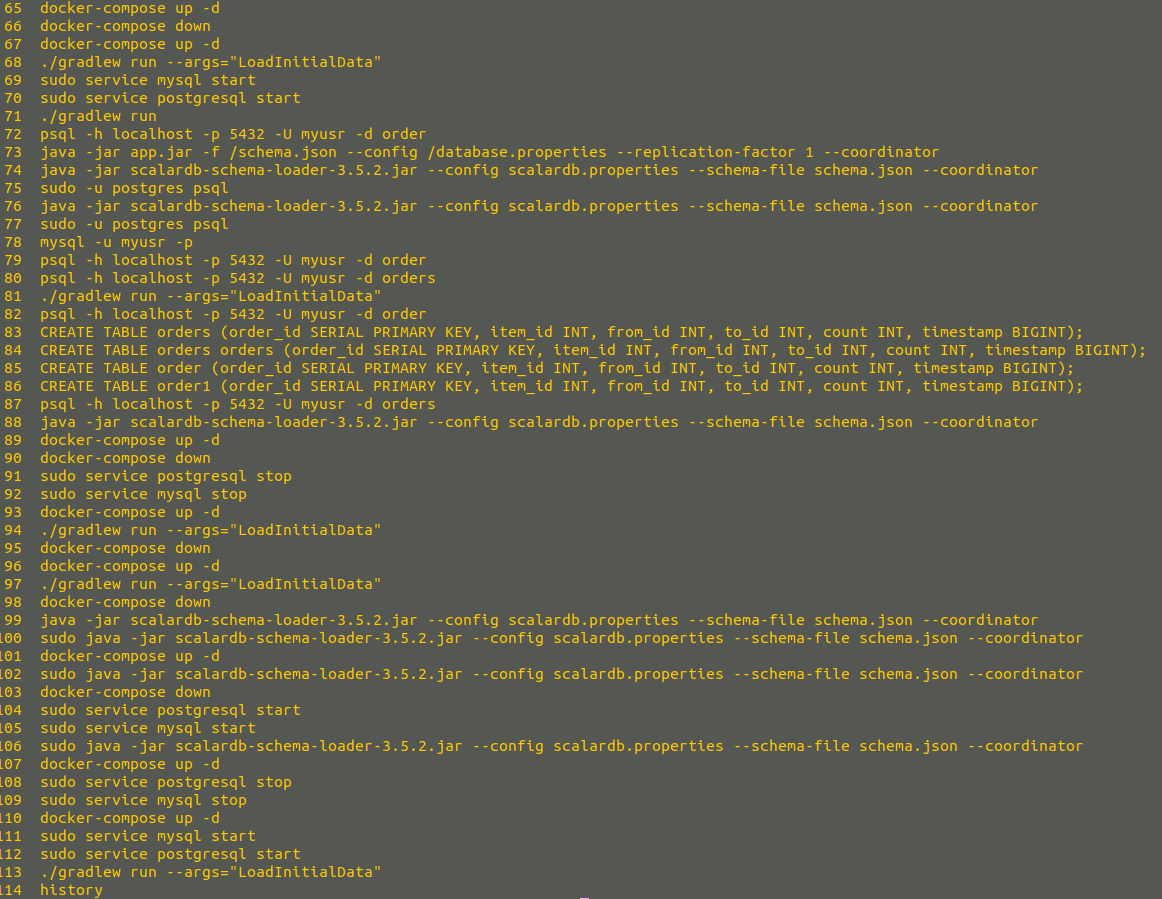 65 docker-compose up -d
66 docker-compose down
67 docker-compose up -d
68 ./gradlew run --args="LoadInitialData"
69 sudo service mysql start
70 sudo service postgresql start
71 ./gradlew run
72 psql -h localhost -p 5432 -U myusr -d order
73 java -jar app.jar -f /schema.json --config /database.properties --replication-factor 1 --coordinator
74 java -jar scalardb-schema-loader-3.5.2.jar --config scalardb.properties --schema-file schema.json --coordinator
75 sudo -u postgres psql
76 java -jar scalardb-schema-loader-3.5.2.jar --config scalardb.properties --schema-file schema.json --coordinator
77 sudo -u postgres psql
78 mysql -u myusr -p
79 psql -h localhost -p 5432 -U myusr -d order
80 psql -h localhost -p 5432 -U myusr -d orders
81 ./gradlew run --args="LoadInitialData"
82 psql -h localhost -p 5432 -U myusr -d order
83 CREATE TABLE orders (order_id SERIAL PRIMARY KEY, item_id INT, from_id INT, to_id INT, count INT, timestamp BIGINT);
84 CREATE TABLE orders orders (order_id SERIAL PRIMARY KEY, item_id INT, from_id INT, to_id INT, count INT, timestamp BIGINT);
85 CREATE TABLE order (order_id SERIAL PRIMARY KEY, item_id INT, from_id INT, to_id INT, count INT, timestamp BIGINT);
86 CREATE TABLE order1 (order_id SERIAL PRIMARY KEY, item_id INT, from_id INT, to_id INT, count INT, timestamp BIGINT);
87 psql -h localhost -p 5432 -U myusr -d orders
88 java -jar scalardb-schema-loader-3.5.2.jar --config scalardb.properties --schema-file schema.json --coordinator
89 docker-compose up -d
90 docker-compose down
91 sudo service postgresql stop
92 sudo service mysql stop
93 docker-compose up -d
94 ./gradlew run --args="LoadInitialData"
95 docker-compose down
96 docker-compose up -d
97 ./gradlew run --args="LoadInitialData"
98 docker-compose down
99 java -jar scalardb-schema-loader-3.5.2.jar --config scalardb.properties --schema-file schema.json --coordinator
100 sudo java -jar scalardb-schema-loader-3.5.2.jar --config scalardb.properties --schema-file schema.json --coordinator
101 docker-compose up -d
102 sudo java -jar scalardb-schema-loader-3.5.2.jar --config scalardb.properties --schema-file schema.json --coordinator
103 docker-compose down
104 sudo service postgresql start
105 sudo service mysql start
106 sudo java -jar scalardb-schema-loader-3.5.2.jar --config scalardb.properties --schema-file schema.json --coordinator
107 docker-compose up -d
108 sudo service postgresql stop
109 sudo service mysql stop
110 docker-compose up -d
111 sudo service mysql start
112 sudo service postgresql start
113 ./gradlew run --args="LoadInitialData"
114 history